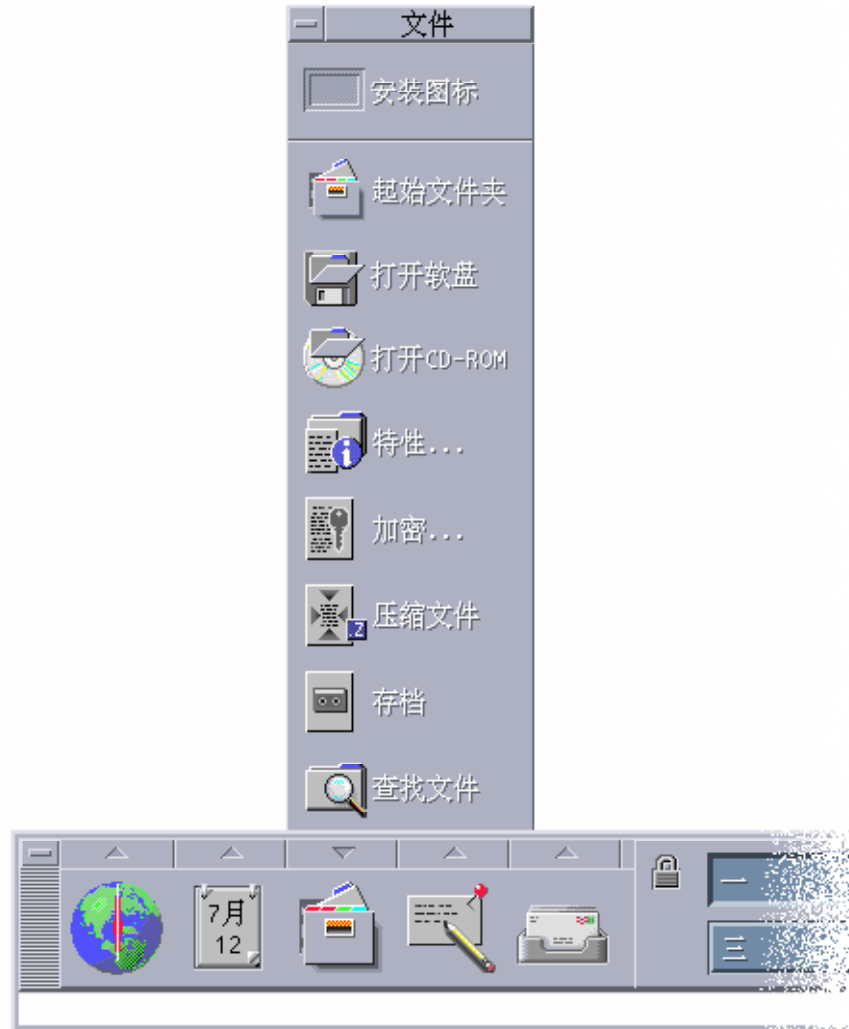 文件
安装图标
起始文件夹
打开软盘
打开CD-ROM
特性...
加密...
压缩文件
.Z
存档
查找文件
7月
12
一
三